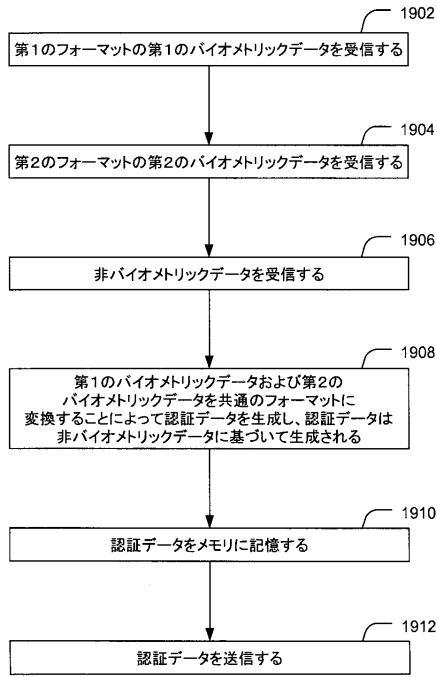 1902
第1のフォーマットの第1のバイオメトリックデータを受信する
1904
第2のフォーマットの第2のバイオメトリックデータを受信する
1906
非バイオメトリックデータを受信する
1908
第1のバイオメトリックデータおよび第2の
バイオメトリックデータを共通のフォーマットに
変換することによって認証データを生成し、認証データは
非バイオメトリックデータに基づいて生成される
1910
認証データをメモリに記憶する
1912
認証データを送信する